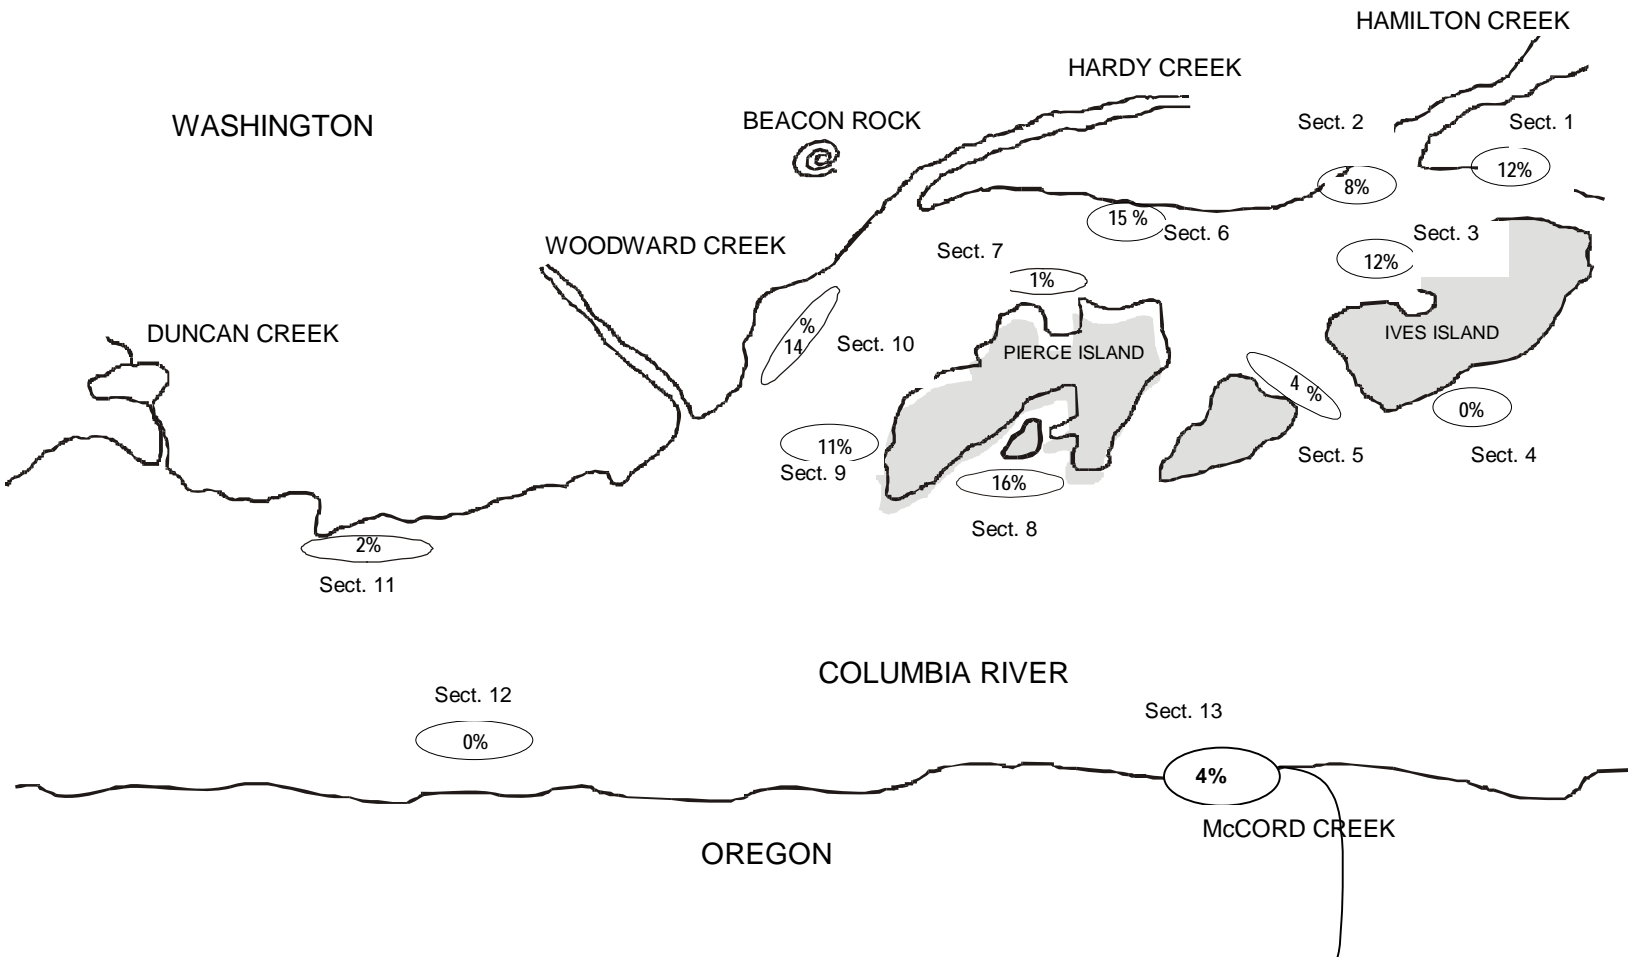 HAMILTON CREEK
HARDY CREEK
WASHINGTON
BEACON ROCK
Sect. 2
Sect. 1
12%
8%
15 %
Sect. 6
Sect. 3
WOODWARD CREEK
Sect. 7
12%
1%
DUNCAN CREEK
%
14
Sect. 10
PIERCE ISLAND
IVES ISLAND
4 %
0%
11%
Sect. 9
Sect. 5
Sect. 4
16%
Sect. 8
2%
Sect. 11
COLUMBIA RIVER
Sect. 12
Sect. 13
0%
4%
McCORD CREEK
OREGON